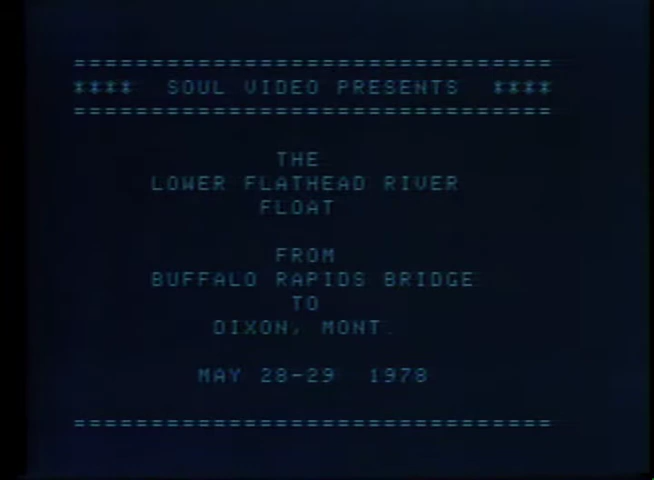 ===============================
**** SOUL VIDEO PRESENTS ****
===============================
THE
LOWER FLATHEAD RIVER
FLOAT
FROM
BUFFALO RAPIDS BRIDGE
TO
DIXON, MONT.
MAY 28-29 1978
===============================